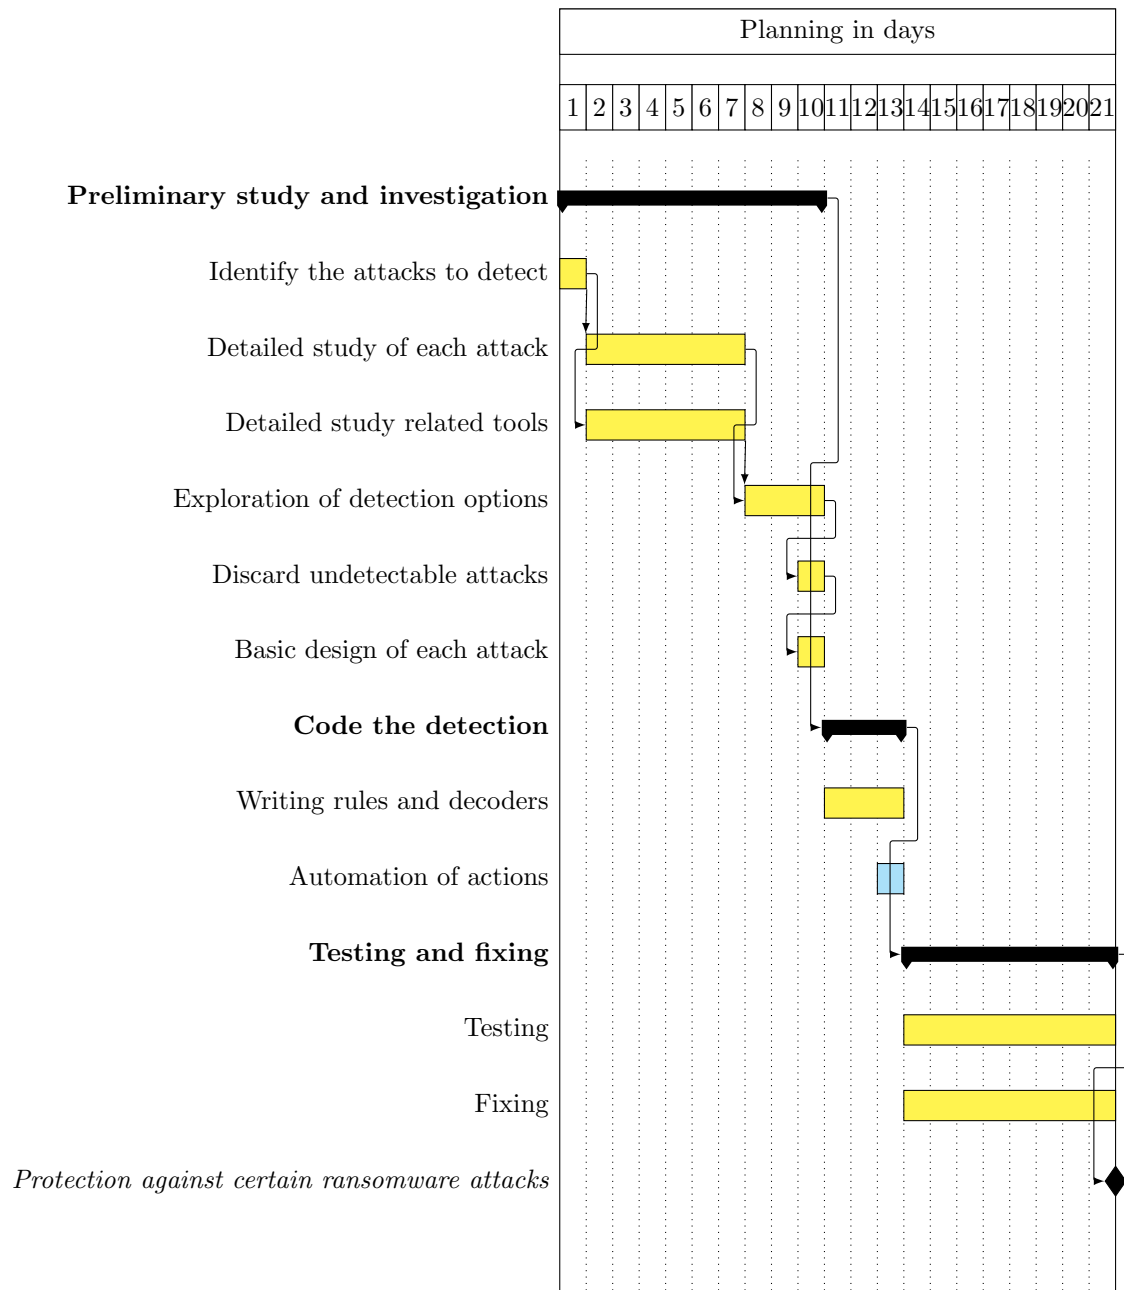 Planning in days
1 2 3 4 5 6 7 8 9 10 11 12 13 14 15 16 17 18 19 20 21
Preliminary study and investigation
Identify the attacks to detect
Detailed study of each attack
Detailed study related tools
Exploration of detection options
Discard undetectable attacks
Basic design of each attack
Code the detection
Writing rules and decoders
Automation of actions
Testing and fixing
Testing
Fixing
Protection against certain ransomware attacks